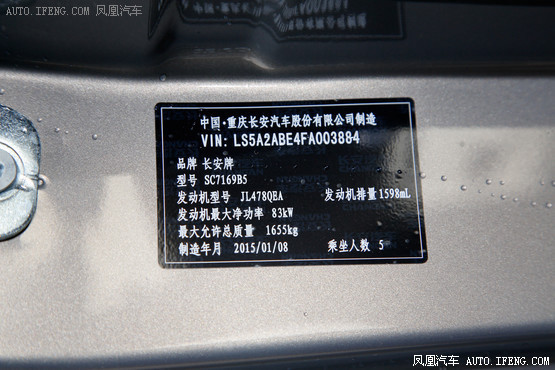 AUTO.IFENG.COM 凤凰汽车
中国·重庆长安汽车股份有限公司制造
VIN: LS5A2ABE4FA003884
品牌 长安牌
型号 SC7169B5
发动机型号 JL478QEA 发动机排量 1598mL
发动机最大净功率 83kW
最大允许总质量 1655kg
制造年月 2015/01/08 乘坐人数 5
凤凰汽车 AUTO.IFENG.COM